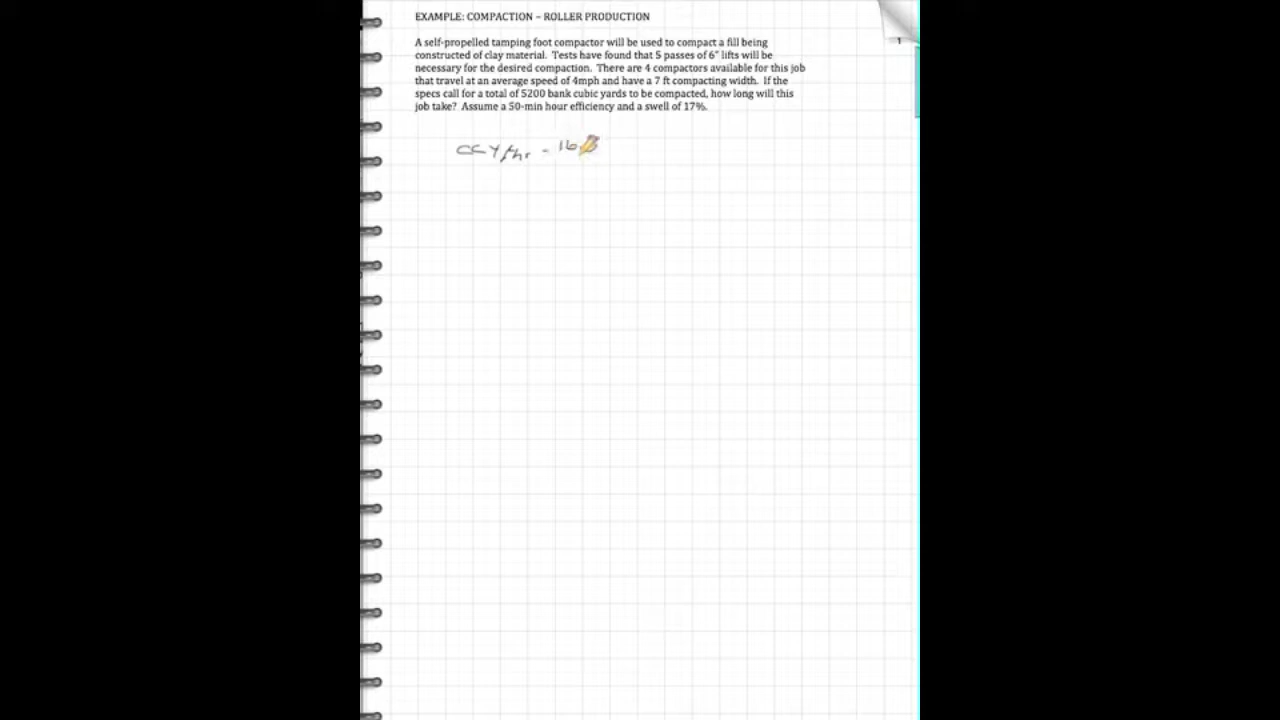 EXAMPLE: COMPACTION – ROLLER PRODUCTION
1
A self-propelled tamping foot compactor will be used to compact a fill being
constructed of clay material. Tests have found that 5 passes of 6" lifts will be
necessary for the desired compaction. There are 4 compactors available for this job
that travel at an average speed of 4mph and have a 7 ft compacting width. If the
specs call for a total of 5200 bank cubic yards to be compacted, how long will this
job take? Assume a 50-min hour efficiency and a swell of 17%.
CCY/hr = 16